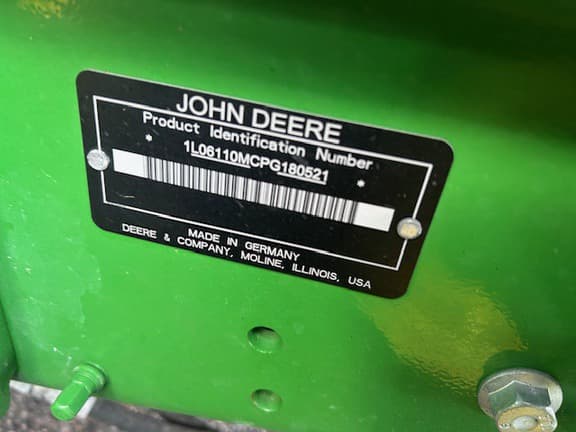 JOHN DEERE
Product Identification Number
* 1L06110MCPG180521 *
MADE IN GERMANY
DEERE & COMPANY, MOLINE, ILLINOIS, USA